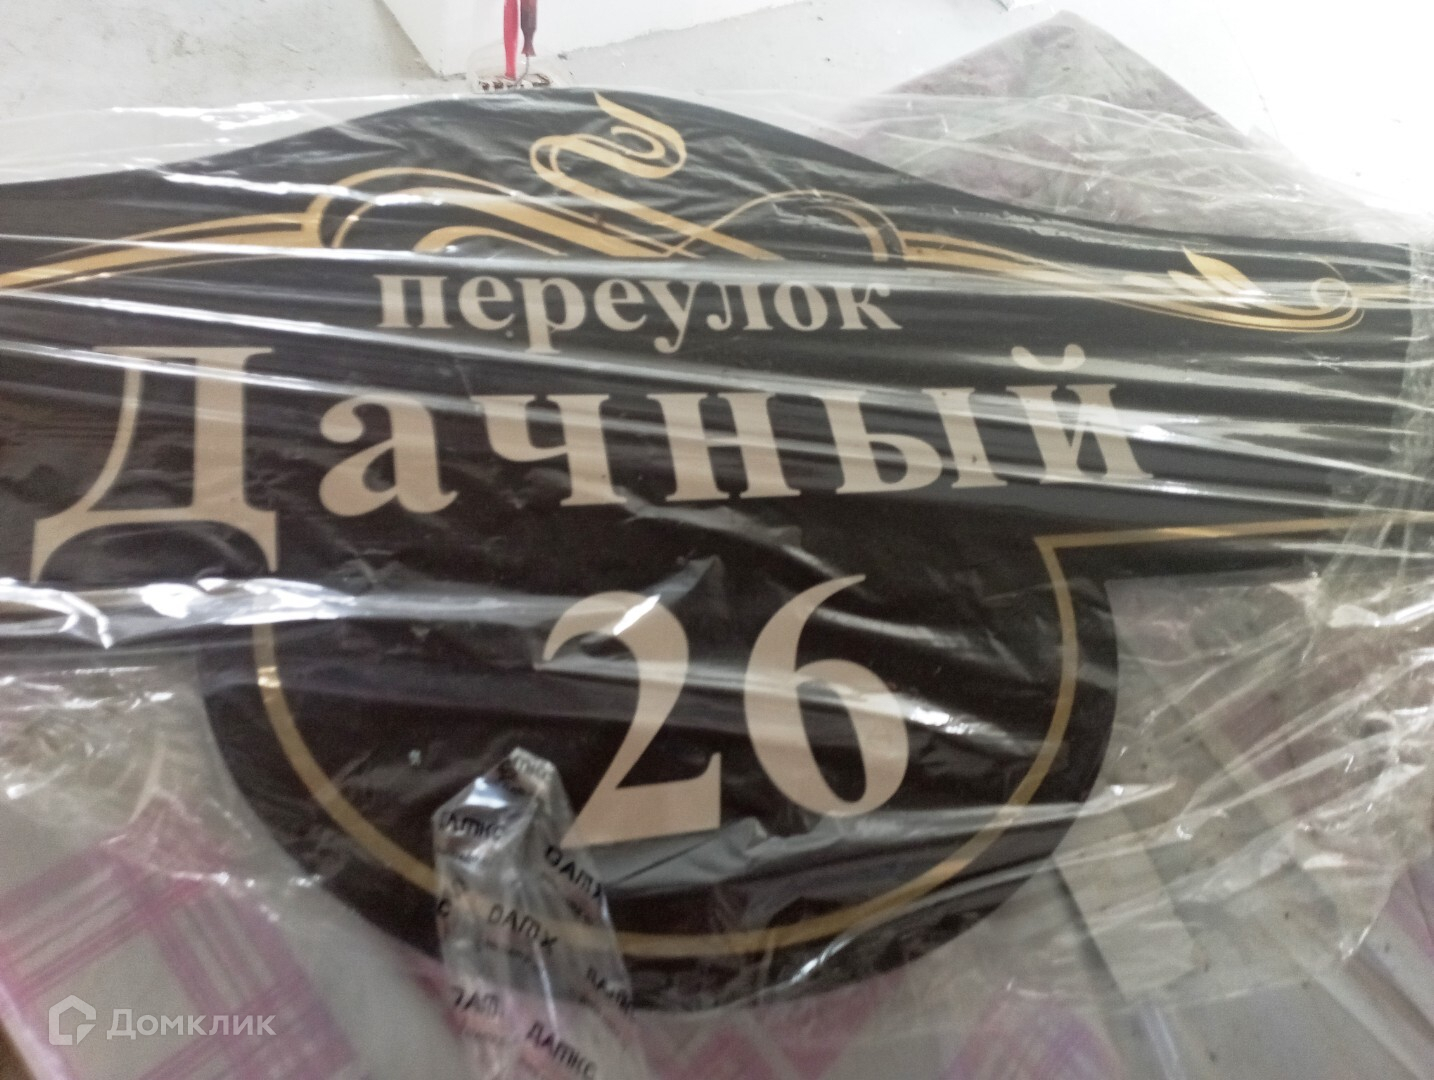 переулок
Дачный
26
Домклик